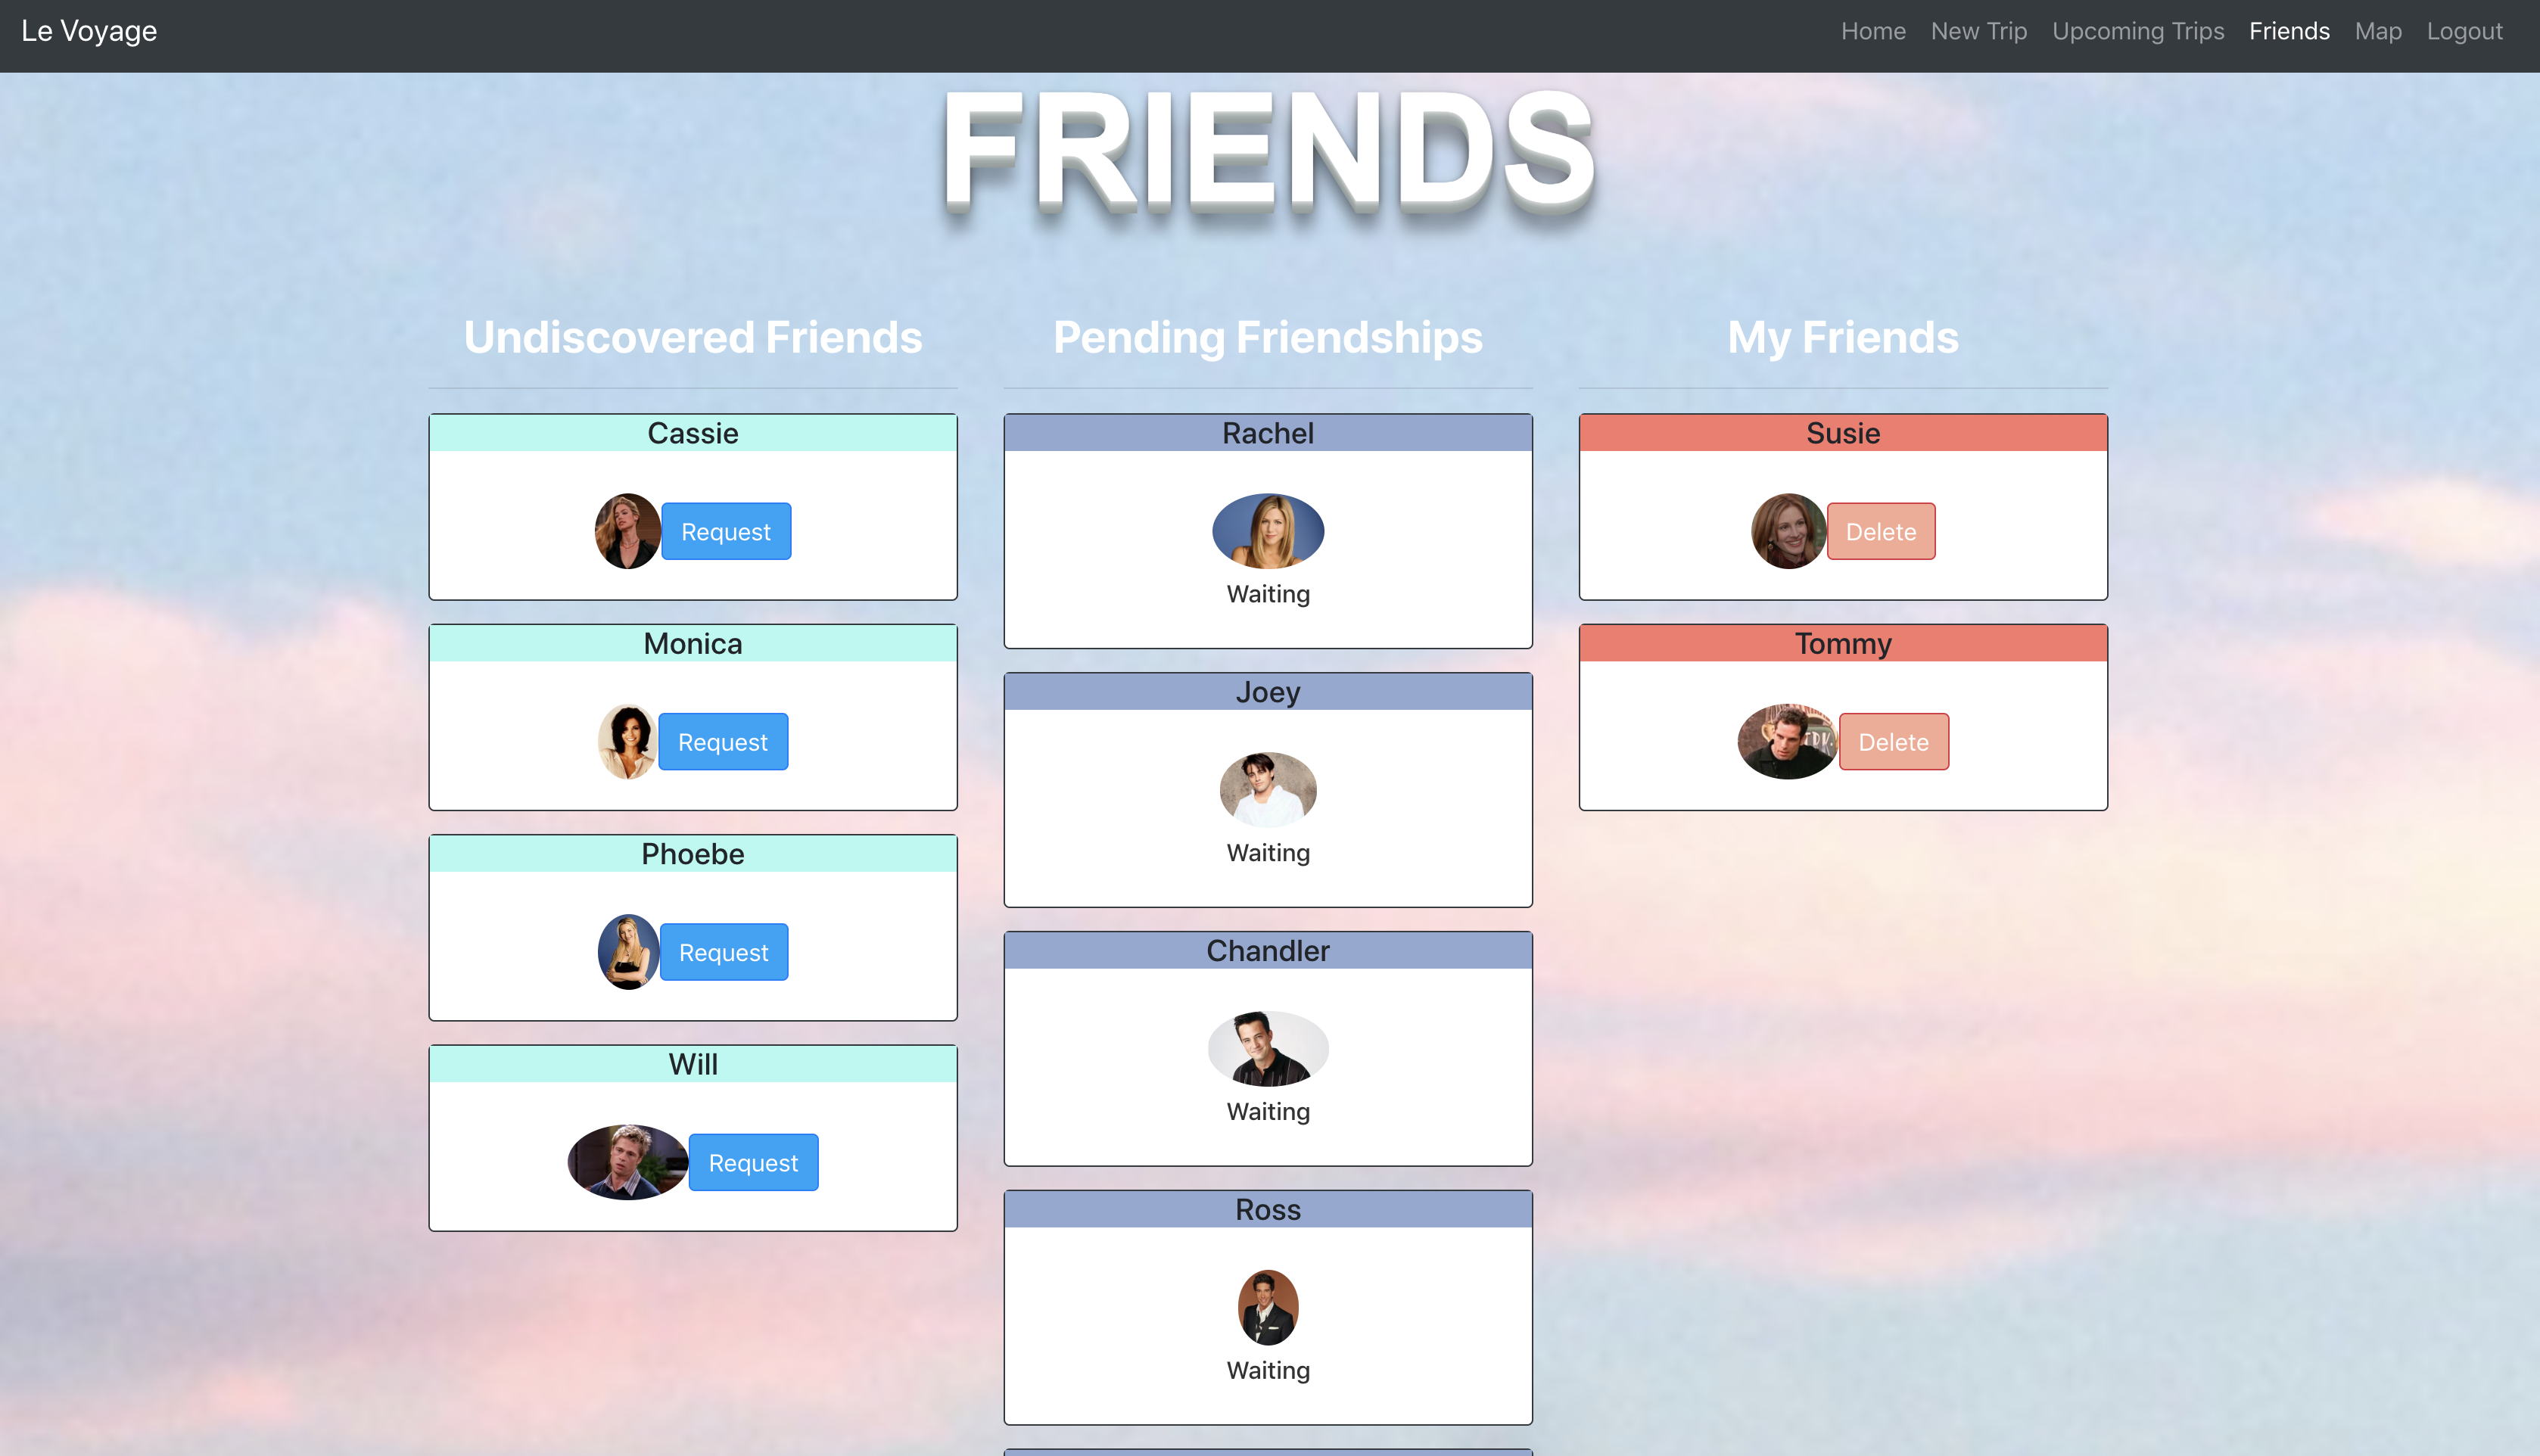 Le Voyage
Home New Trip Upcoming Trips Friends Map Logout
FRIENDS
Undiscovered Friends
Cassie
Request
Monica
Request
Phoebe
Request
Will
Request
Pending Friendships
Rachel
Waiting
Joey
Waiting
Chandler
Waiting
Ross
Waiting
My Friends
Susie
Delete
Tommy
Delete